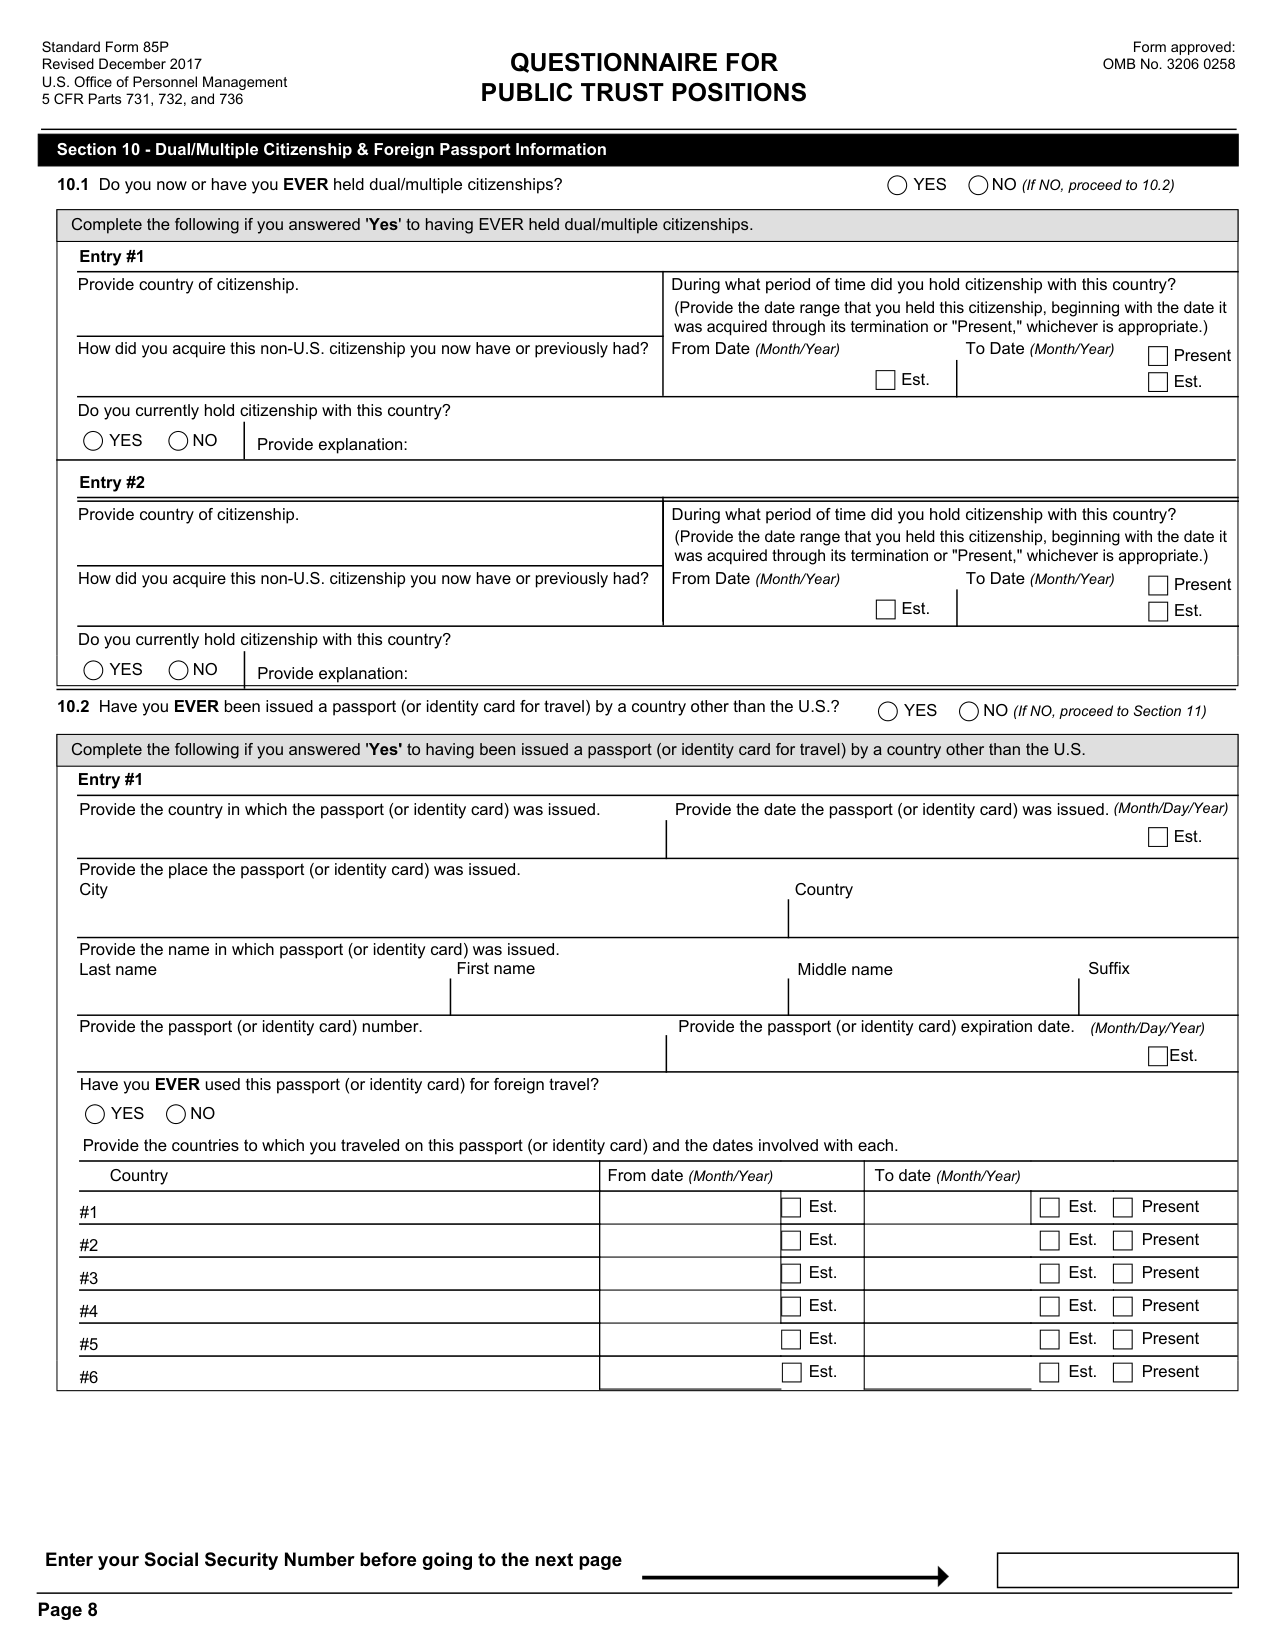 Standard Form 85P
Revised December 2017
U.S. Office of Personnel Management
5 CFR Parts 731, 732, and 736
QUESTIONNAIRE FOR
PUBLIC TRUST POSITIONS
Form approved:
OMB No. 3206 0258
Section 10 - Dual/Multiple Citizenship & Foreign Passport Information
10.1 Do you now or have you EVER held dual/multiple citizenships? YES NO (If NO, proceed to 10.2)
Complete the following if you answered 'Yes' to having EVER held dual/multiple citizenships.
Entry #1
Provide country of citizenship.
During what period of time did you hold citizenship with this country?
(Provide the date range that you held this citizenship, beginning with the date it
was acquired through its termination or "Present," whichever is appropriate.)
How did you acquire this non-U.S. citizenship you now have or previously had?
From Date (Month/Year) To Date (Month/Year) Present
Est. Est.
Do you currently hold citizenship with this country?
YES NO Provide explanation:
Entry #2
Provide country of citizenship.
During what period of time did you hold citizenship with this country?
(Provide the date range that you held this citizenship, beginning with the date it
was acquired through its termination or "Present," whichever is appropriate.)
How did you acquire this non-U.S. citizenship you now have or previously had?
From Date (Month/Year) To Date (Month/Year) Present
Est. Est.
Do you currently hold citizenship with this country?
YES NO Provide explanation:
10.2 Have you EVER been issued a passport (or identity card for travel) by a country other than the U.S.? YES NO (If NO, proceed to Section 11)
Complete the following if you answered 'Yes' to having been issued a passport (or identity card for travel) by a country other than the U.S.
Entry #1
Provide the country in which the passport (or identity card) was issued. Provide the date the passport (or identity card) was issued. (Month/Day/Year)
Est.
Provide the place the passport (or identity card) was issued.
City Country
Provide the name in which passport (or identity card) was issued.
Last name First name Middle name Suffix
Provide the passport (or identity card) number. Provide the passport (or identity card) expiration date. (Month/Day/Year)
Est.
Have you EVER used this passport (or identity card) for foreign travel?
YES NO
Provide the countries to which you traveled on this passport (or identity card) and the dates involved with each.
Country From date (Month/Year) To date (Month/Year)
#1 Est. Est. Present
#2 Est. Est. Present
#3 Est. Est. Present
#4 Est. Est. Present
#5 Est. Est. Present
#6 Est. Est. Present
Enter your Social Security Number before going to the next page
Page 8